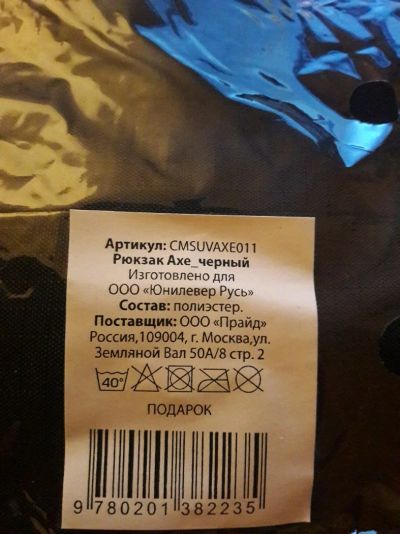 Артикул: CMSUVAXE011
Рюкзак Axe_черный
Изготовлено для
ООО «Юнилевер Русь»
Состав: полиэстер.
Поставщик: ООО «Прайд»
Россия,109004, г. Москва,ул.
Земляной Вал 50А/8 стр. 2
40°
ПОДАРОК
9 780201 382235